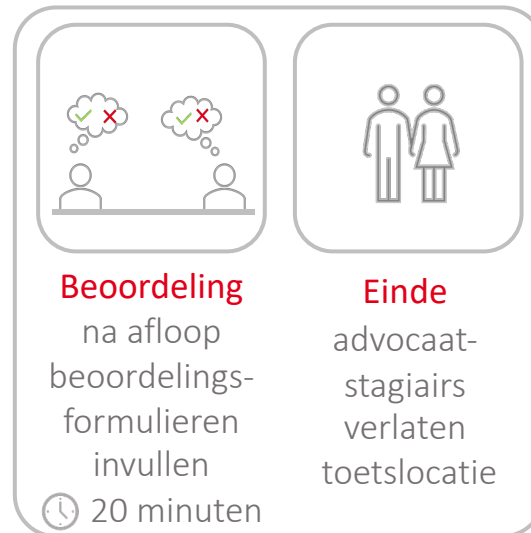 Beoordeling
na afloop
beoordelings-
formulieren
invullen
20 minuten
Einde
advocaat-
stagiairs
verlaten
toetslocatie